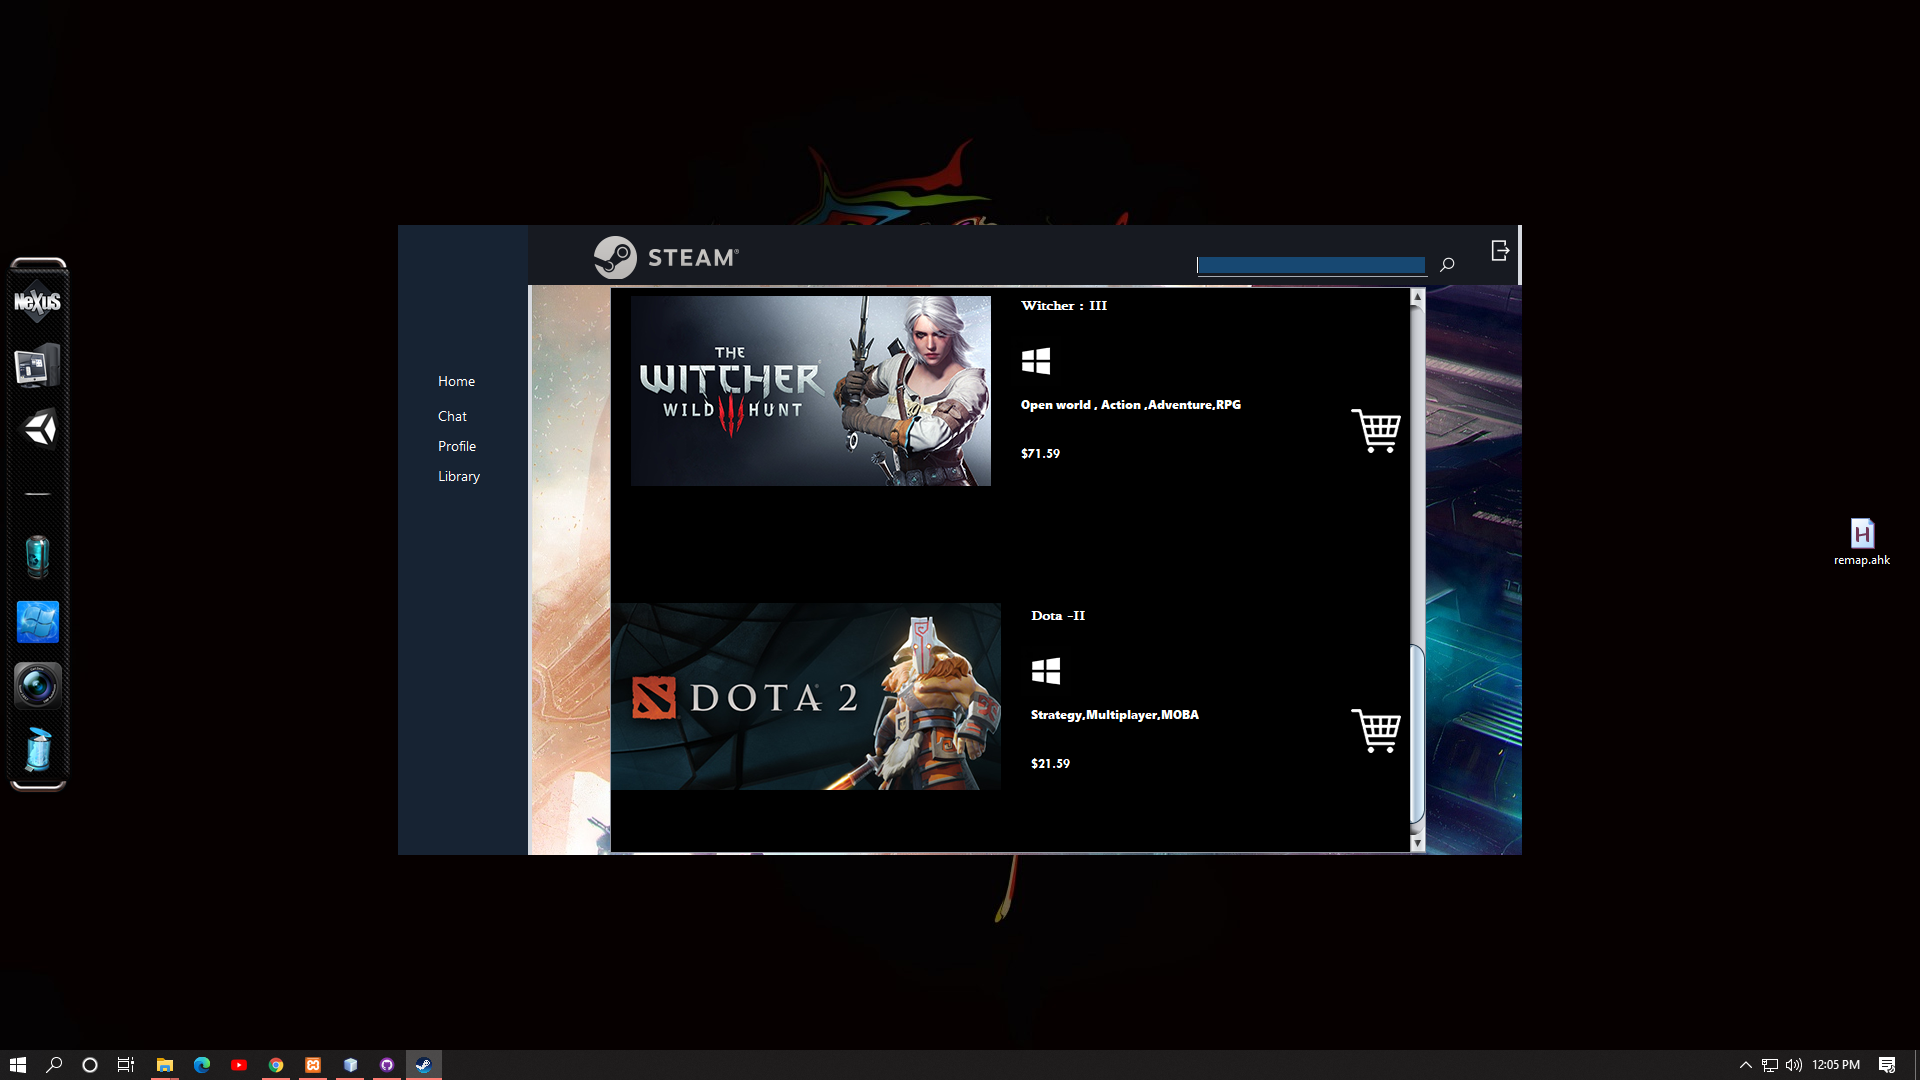 STEAM®
NEXUS
THE
WITCHER
WILD HUNT
Witcher : III
Open world , Action ,Adventure,RPG
$71.59
Home
Chat
Profile
Library
DOTA 2
Dota -II
Strategy,Multiplayer,MOBA
$21.59
H
remap.ahk
12:05 PM